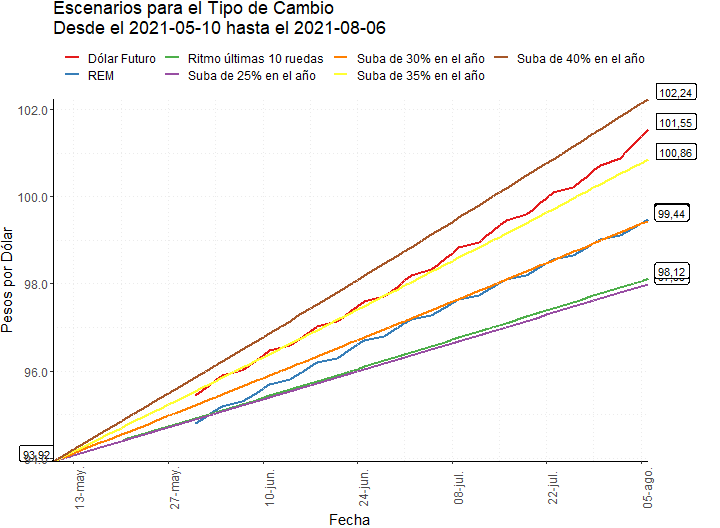 Escenarios para el Tipo de Cambio
Desde el 2021-05-10 hasta el 2021-08-06
Dólar Futuro
Ritmo últimas 10 ruedas
Suba de 30% en el año
Suba de 40% en el año
REM
Suba de 25% en el año
Suba de 35% en el año
102,24
101,55
100,86
99,44
98,12
93,92
102.0
100.0
98.0
96.0
Pesos por Dólar
13-may.
27-may.
10-jun.
24-jun.
08-jul.
22-jul.
05-ago.
Fecha